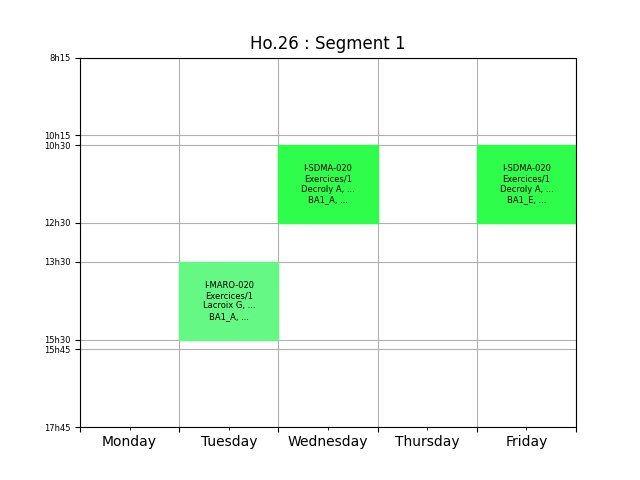 Ho.26 : Segment 1
8h15
10h15
10h30
I-SDMA-020
Exercices/1
Decroly A, ...
BA1_A, ...
I-SDMA-020
Exercices/1
Decroly A, ...
BA1_E, ...
12h30
13h30
I-MARO-020
Exercices/1
Lacroix G, ...
BA1_A, ...
15h30
15h45
17h45
Monday Tuesday Wednesday Thursday Friday